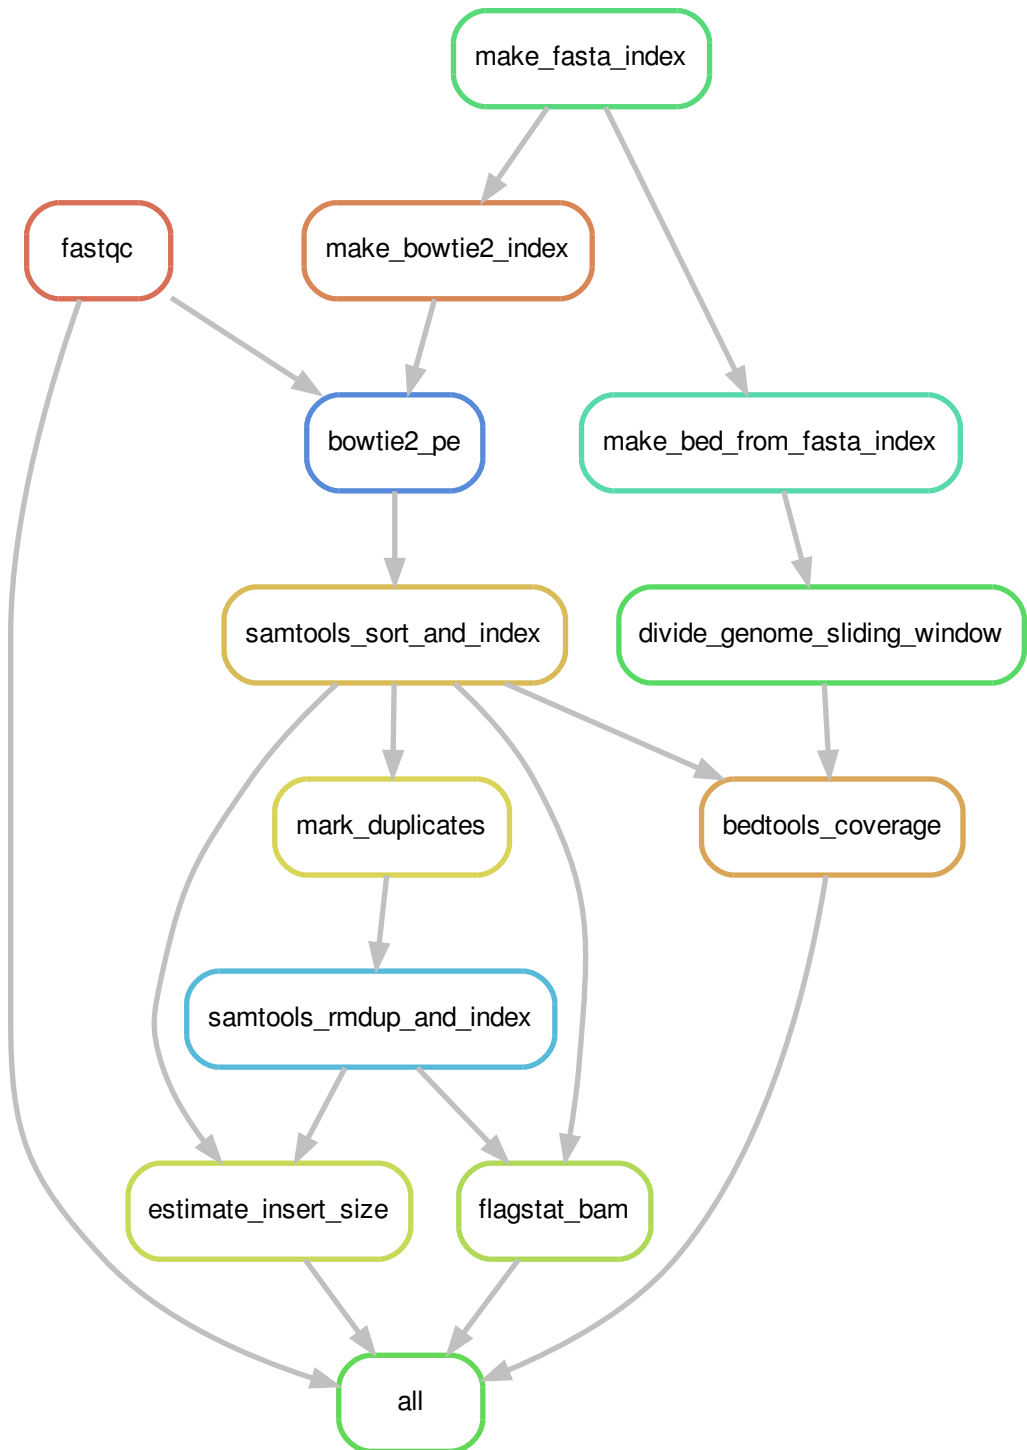 make_fasta_index
fastqc
make_bowtie2_index
bowtie2_pe
make_bed_from_fasta_index
samtools_sort_and_index
divide_genome_sliding_window
mark_duplicates
bedtools_coverage
samtools_rmdup_and_index
estimate_insert_size
flagstat_bam
all